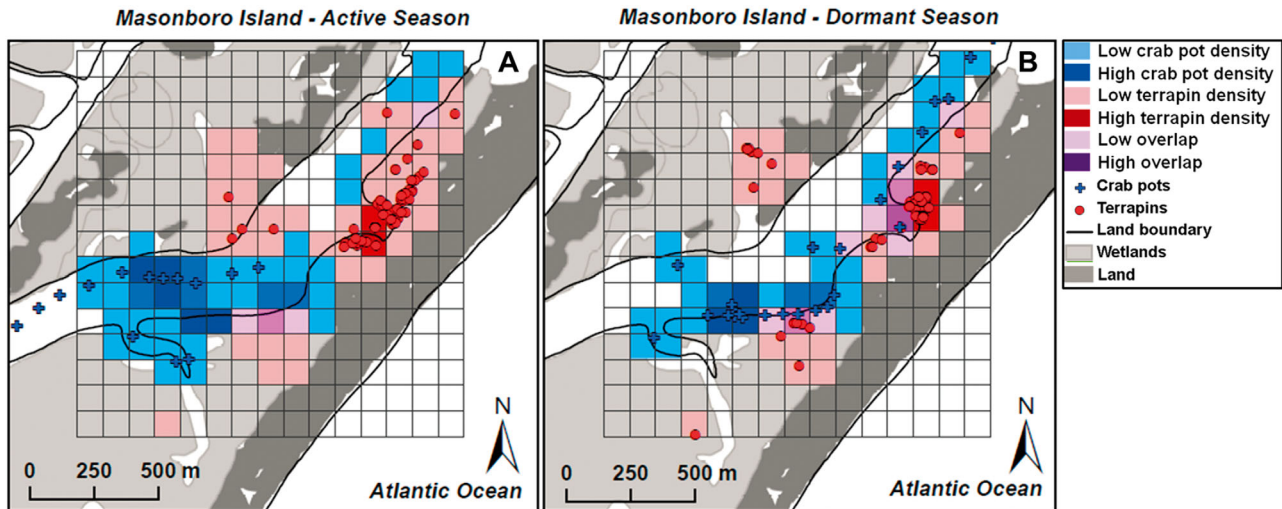 Masonboro Island - Active Season
Masonboro Island - Dormant Season
A
B
N
N
0 250 500 m
0 250 500 m
Atlantic Ocean
Atlantic Ocean
Low crab pot density
High crab pot density
Low terrapin density
High terrapin density
Low overlap
High overlap
Crab pots
Terrapins
Land boundary
Wetlands
Land